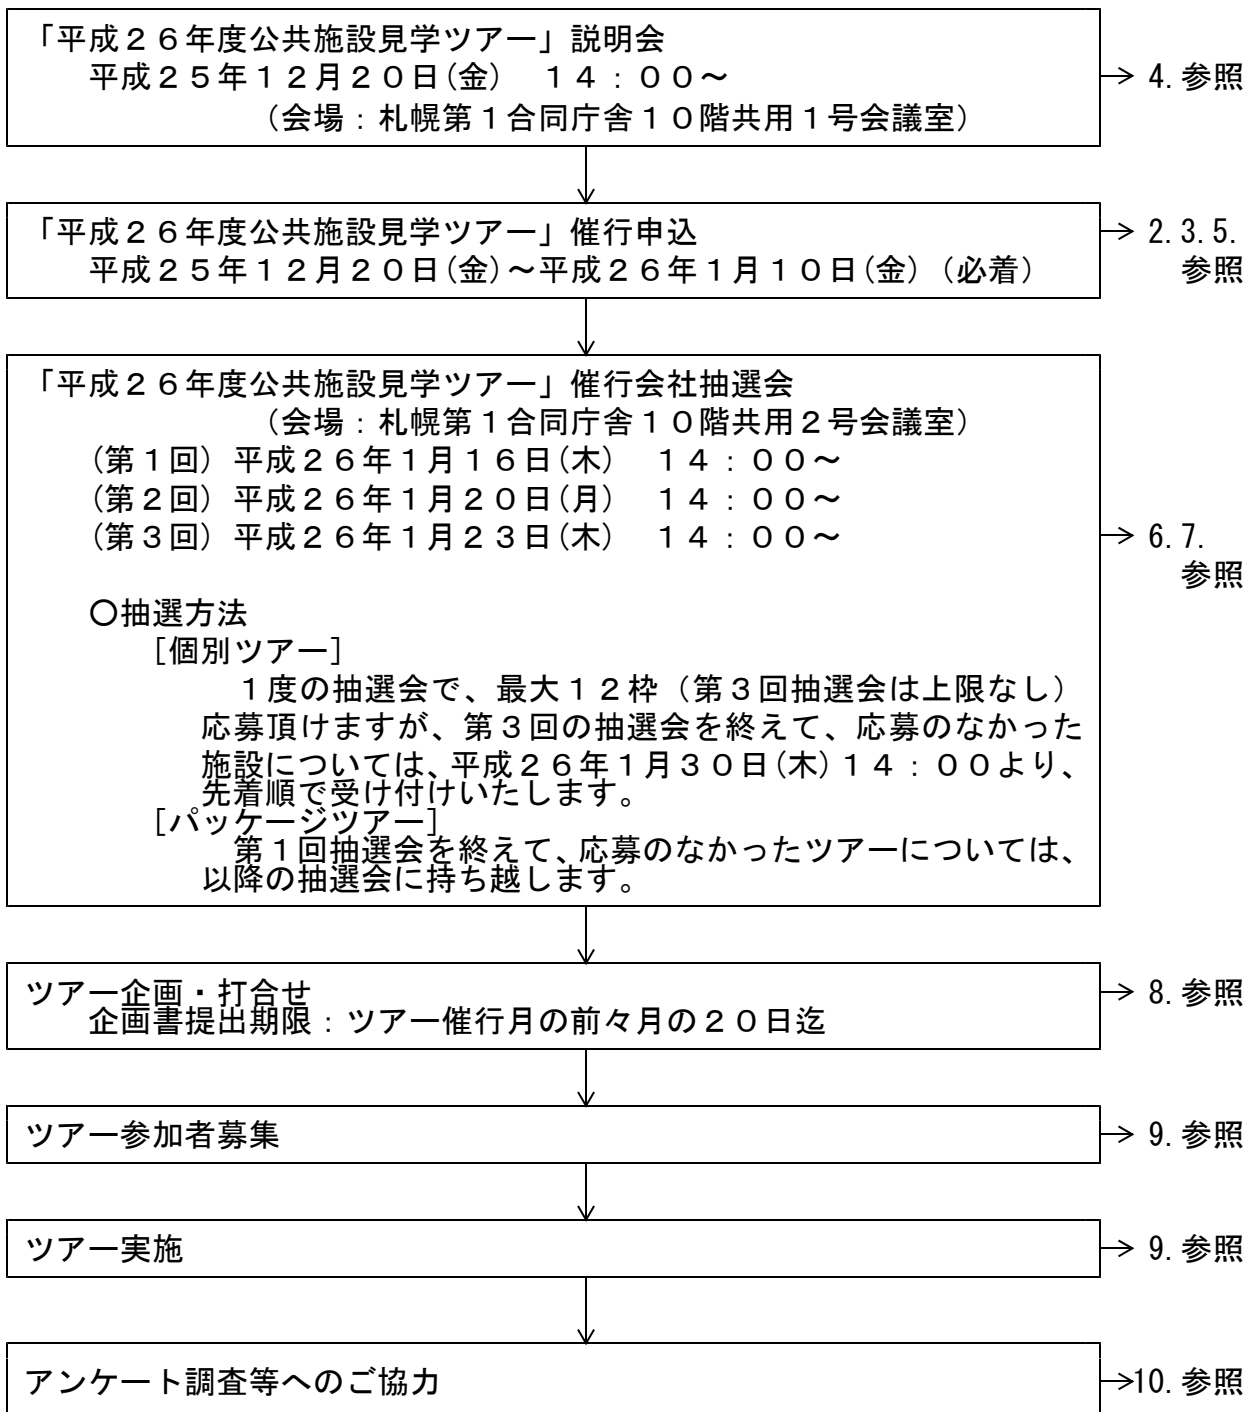 「平成２６年度公共施設見学ツアー」説明会
平成２５年１２月２０日(金)　１４：００～
（会場：札幌第１合同庁舎１０階共用１号会議室）
→ 4.参照
「平成２６年度公共施設見学ツアー」催行申込
平成２５年１２月２０日(金)～平成２６年１月１０日(金)（必着）
→ 2.3.5.
参照
「平成２６年度公共施設見学ツアー」催行会社抽選会
（会場：札幌第１合同庁舎１０階共用２号会議室）
（第１回）平成２６年１月１６日(木)　１４：００～
（第２回）平成２６年１月２０日(月)　１４：００～
（第３回）平成２６年１月２３日(木)　１４：００～
→ 6.7.
参照
〇抽選方法
［個別ツアー］
１度の抽選会で、最大１２枠（第３回抽選会は上限なし）
応募頂けますが、第３回の抽選会を終えて、応募のなかった
施設については、平成２６年１月３０日(木)１４：００より、
先着順で受け付けいたします。
［パッケージツアー］
第１回抽選会を終えて、応募のなかったツアーについては、
以降の抽選会に持ち越します。
ツアー企画・打合せ
企画書提出期限：ツアー催行月の前々月の２０日迄
→ 8.参照
ツアー参加者募集
→ 9.参照
ツアー実施
→ 9.参照
アンケート調査等へのご協力
→10.参照